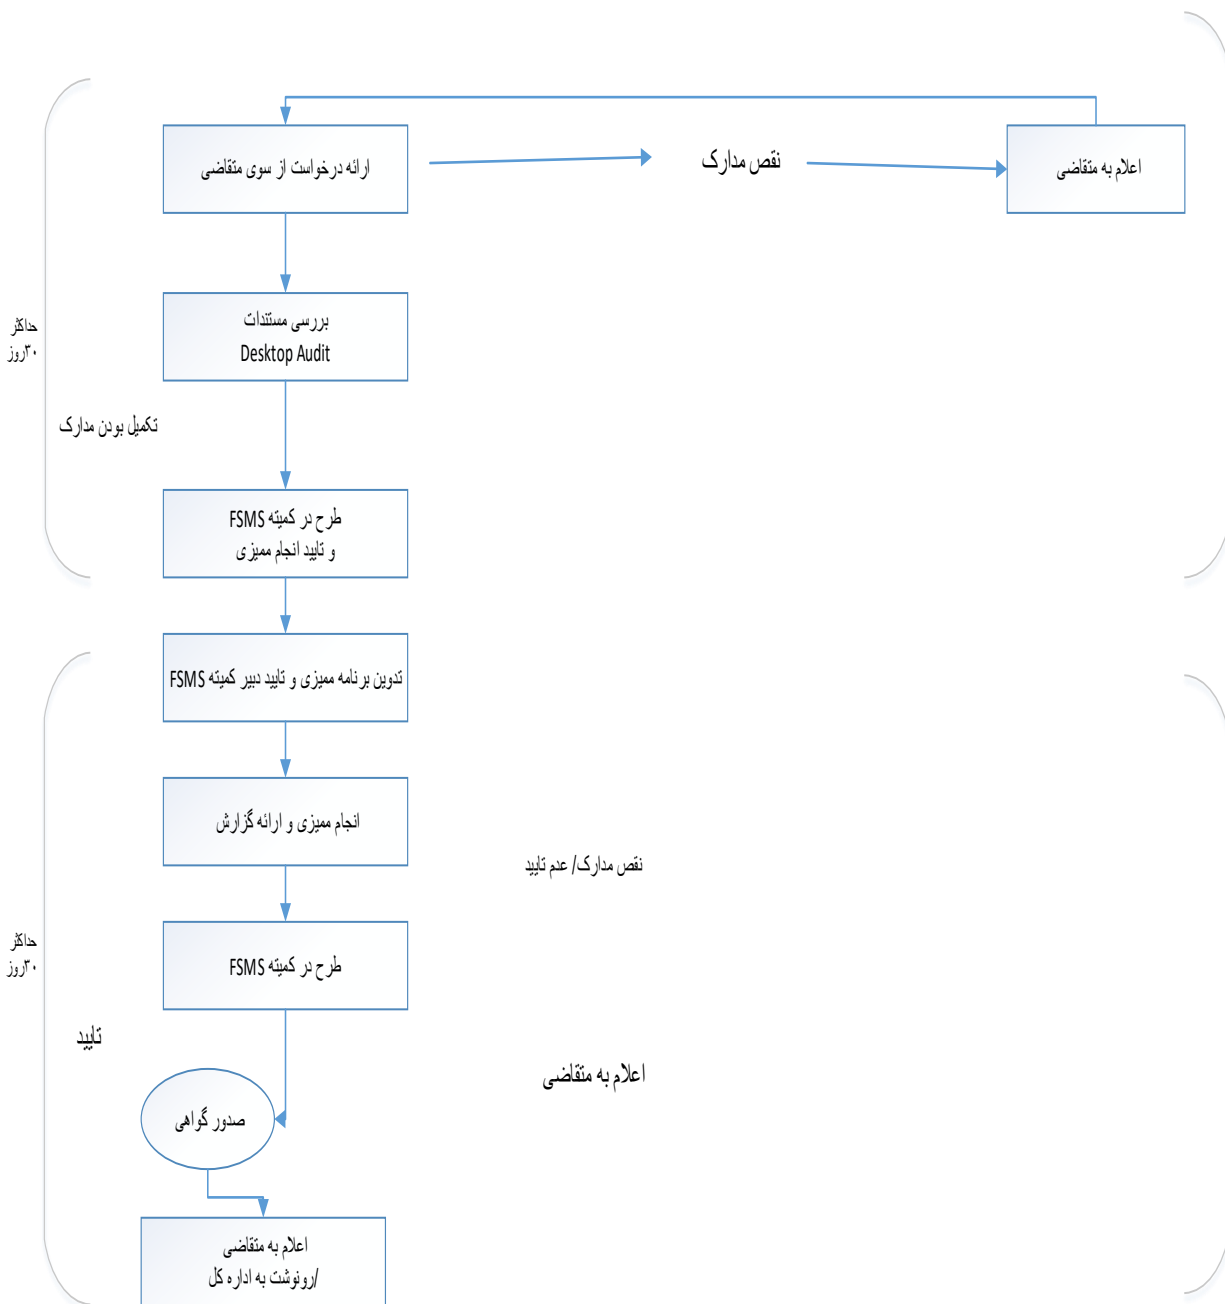 ارائه درخواست از سوی متقاضی
نقص مدارک
اعلام به متقاضی
بررسی مستندات
Desktop Audit
حداکثر
۳۰روز
تکمیل بودن مدارک
طرح در کمیته FSMS
و تایید انجام ممیزی
تدوین برنامه ممیزی و تایید دبیر کمیته FSMS
انجام ممیزی و ارائه گزارش
نقص مدارک/ عدم تایید
حداکثر
۳۰روز
طرح در کمیته FSMS
تایید
اعلام به متقاضی
صدور گواهی
اعلام به متقاضی
/رونوشت به اداره کل